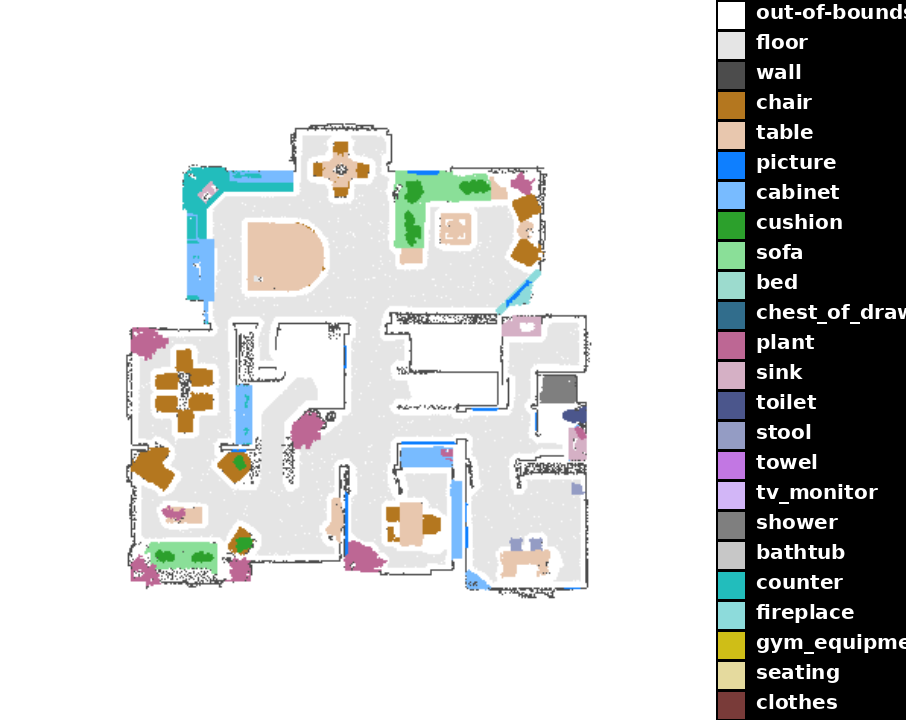 out-of-bounds
floor
wall
chair
table
picture
cabinet
cushion
sofa
bed
chest_of_draw
plant
sink
toilet
stool
towel
tv_monitor
shower
bathtub
counter
fireplace
gym_equipme
seating
clothes